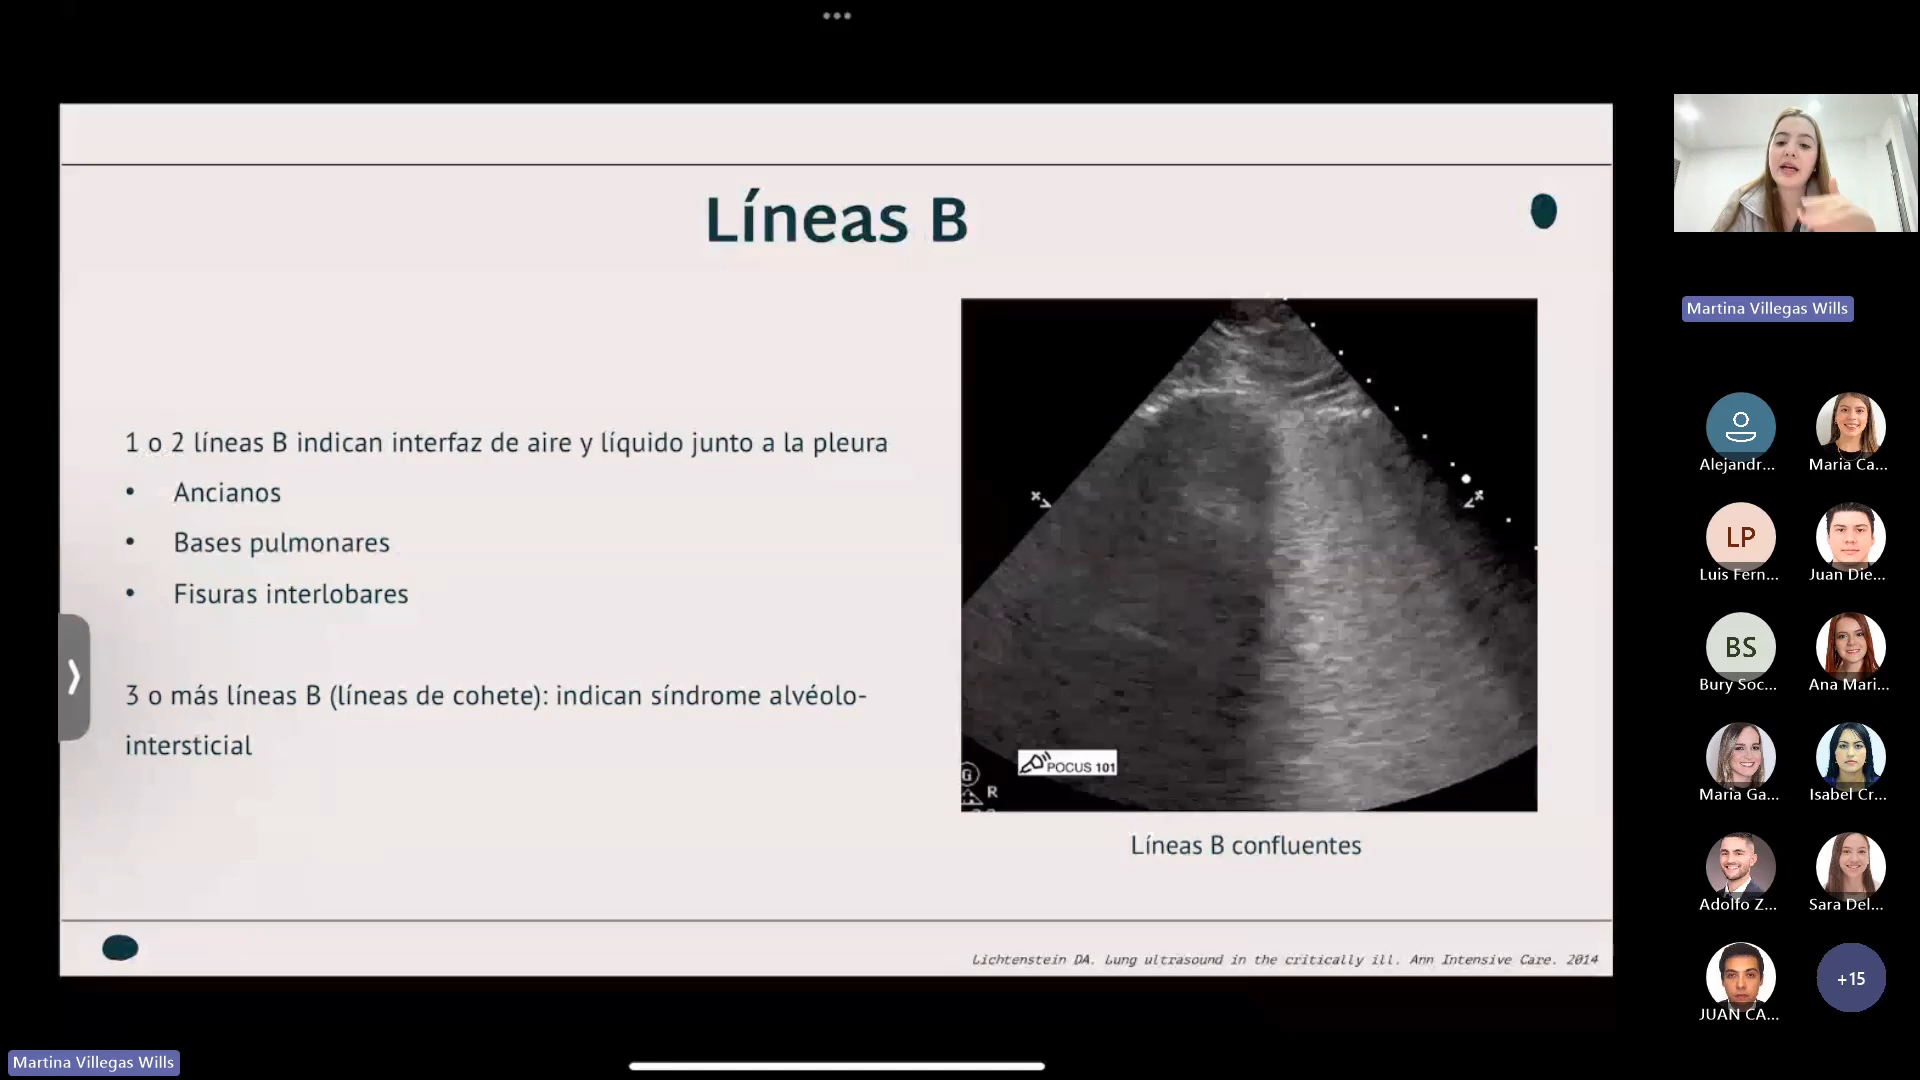 Líneas B
1 o 2 líneas B indican interfaz de aire y líquido junto a la pleura
• Ancianos
• Bases pulmonares
• Fisuras interlobares
3 o más líneas B (líneas de cohete): indican síndrome alvéolo-
intersticial
POCUS 101
G
R
Líneas B confluentes
Lichtenstein DA. Lung ultrasound in the critically ill. Ann Intensive Care. 2014
Martina Villegas Wills
Alejandr...
Maria Ca...
LP
Luis Fern...
Juan Die...
BS
Bury Soc...
Ana Mari...
Maria Ga...
Isabel Cr...
Adolfo Z...
Sara Del...
JUAN CA...
+15
Martina Villegas Wills